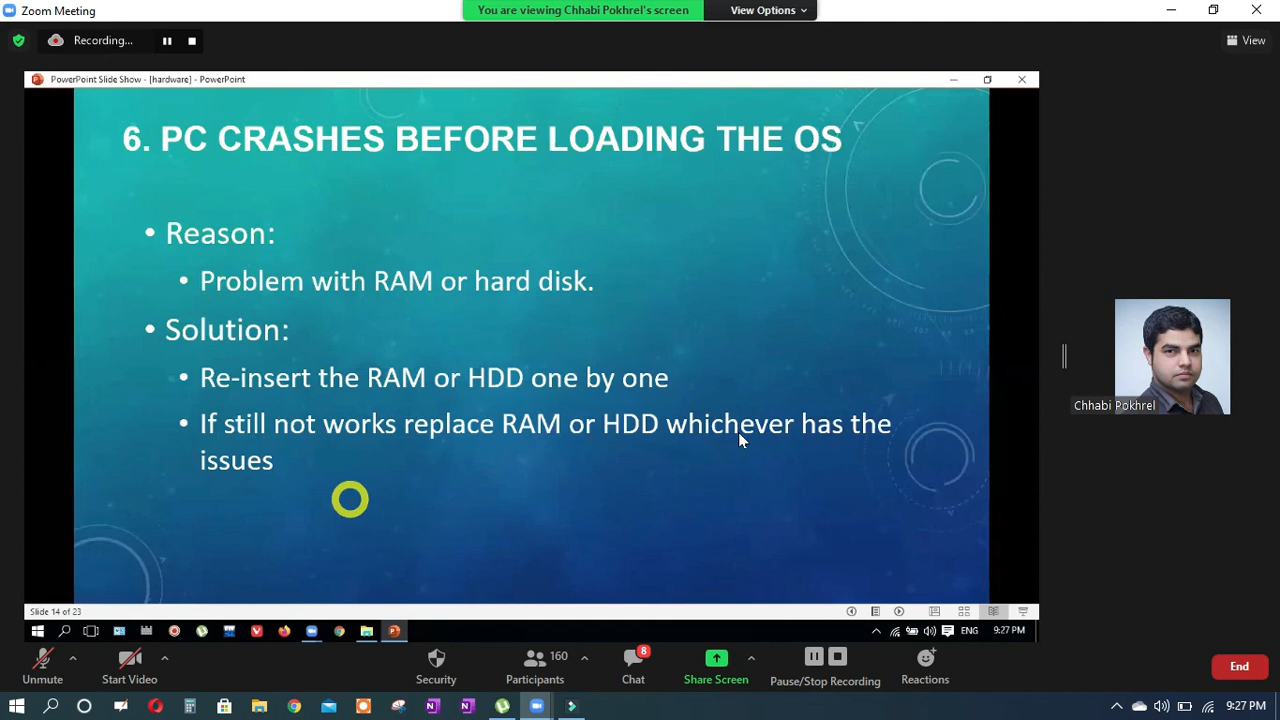 Zoom Meeting
You are viewing Chhabi Pokhrel's screen
View Options
Recording...
View
PowerPoint Slide Show - [hardware] - PowerPoint
6. PC CRASHES BEFORE LOADING THE OS
• Reason:
• Problem with RAM or hard disk.
• Solution:
• Re-insert the RAM or HDD one by one
• If still not works replace RAM or HDD whichever has the
issues
Chhabi Pokhrel
Slide 14 of 23
ENG
9:27 PM
Unmute
Start Video
Security
Participants
160
Chat
8
Share Screen
Pause/Stop Recording
Reactions
End
9:27 PM